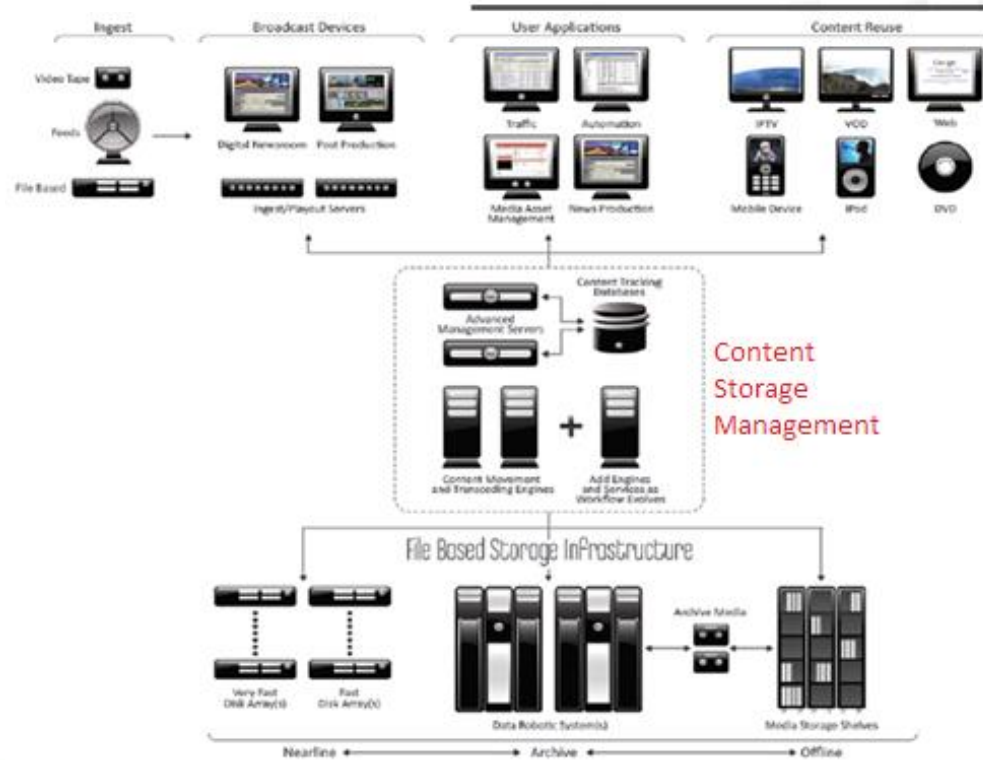 Ingest
Broadcast Devices
User Applications
Content Reuse
Video Tape
Feeds
File Based
Digital Newsroom
Post Production
Ingest/Playout Servers
Traffic
Automation
Media Asset
Management
News Production
IPTV
VOD
Web
Mobile Device
iPod
DVD
Content Tracking
Databases
Advanced
Management Servers
Content
Storage
Management
Content Movement
and Transcoding Engines
+
Add Engines
and Services as
Workflow Evolves
File Based Storage Infrastructure
Archive Media
Very Fast
Disk Array(s)
Fast
Disk Array(s)
Data Robotic System(s)
Media Storage Shelves
Nearline
Archive
Offline